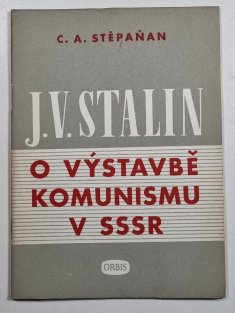 C. A. STĚPAŇAN
J.V. STALIN
O VÝSTAVBĚ
KOMUNISMU
V SSSR
ORBIS